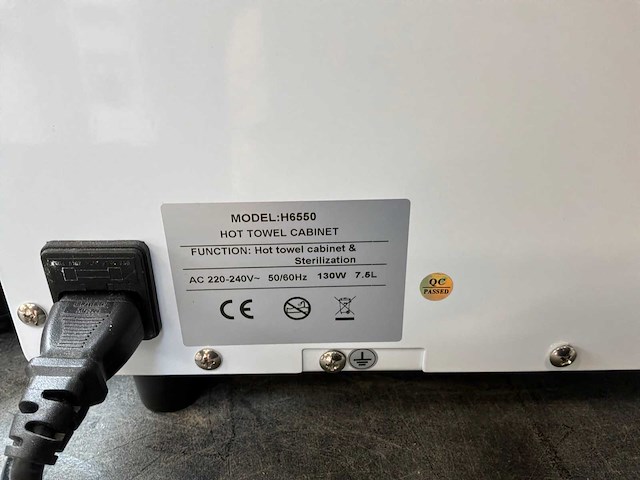 MODEL:H6550
HOT TOWEL CABINET
FUNCTION: Hot towel cabinet &
Sterilization
AC 220-240V~ 50/60Hz 130W 7.5L
CE
QC
PASSED